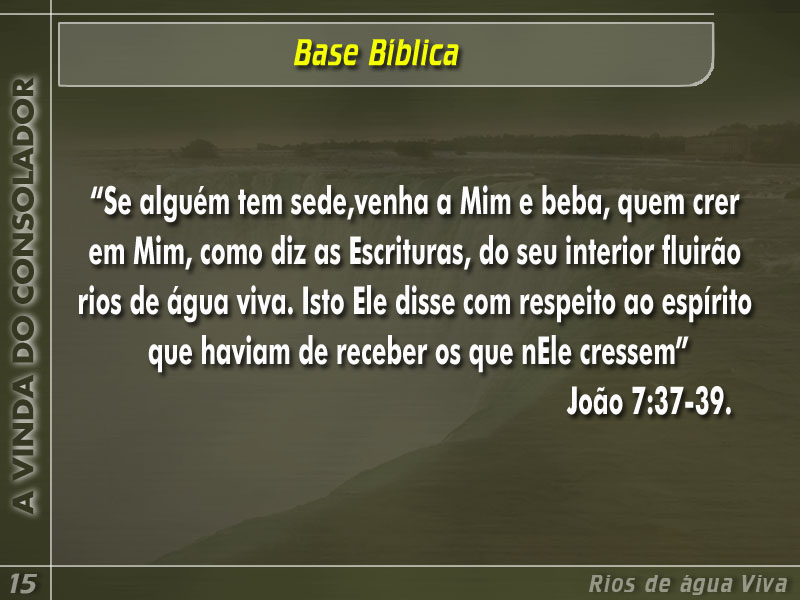 Base Bíblica
A VINDA DO CONSOLADOR
“Se alguém tem sede,venha a Mim e beba, quem crer
em Mim, como diz as Escrituras, do seu interior fluirão
rios de água viva. Isto Ele disse com respeito ao espírito
que haviam de receber os que nEle cressem”
João 7:37-39.
15
Rios de água Viva